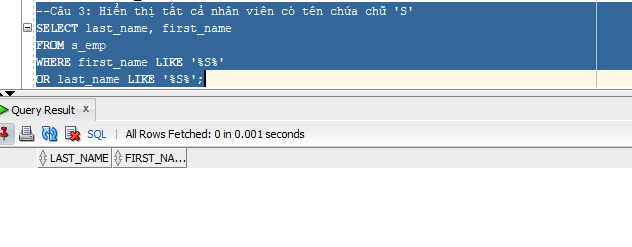 --Câu 3: Hiển thị tất cả nhân viên có tên chứa chữ 'S'
SELECT last_name, first_name
FROM s_emp
WHERE first_name LIKE '%S%'
OR last_name LIKE '%S%';
Query Result x
SQL | All Rows Fetched: 0 in 0.001 seconds
LAST_NAME FIRST_NA...